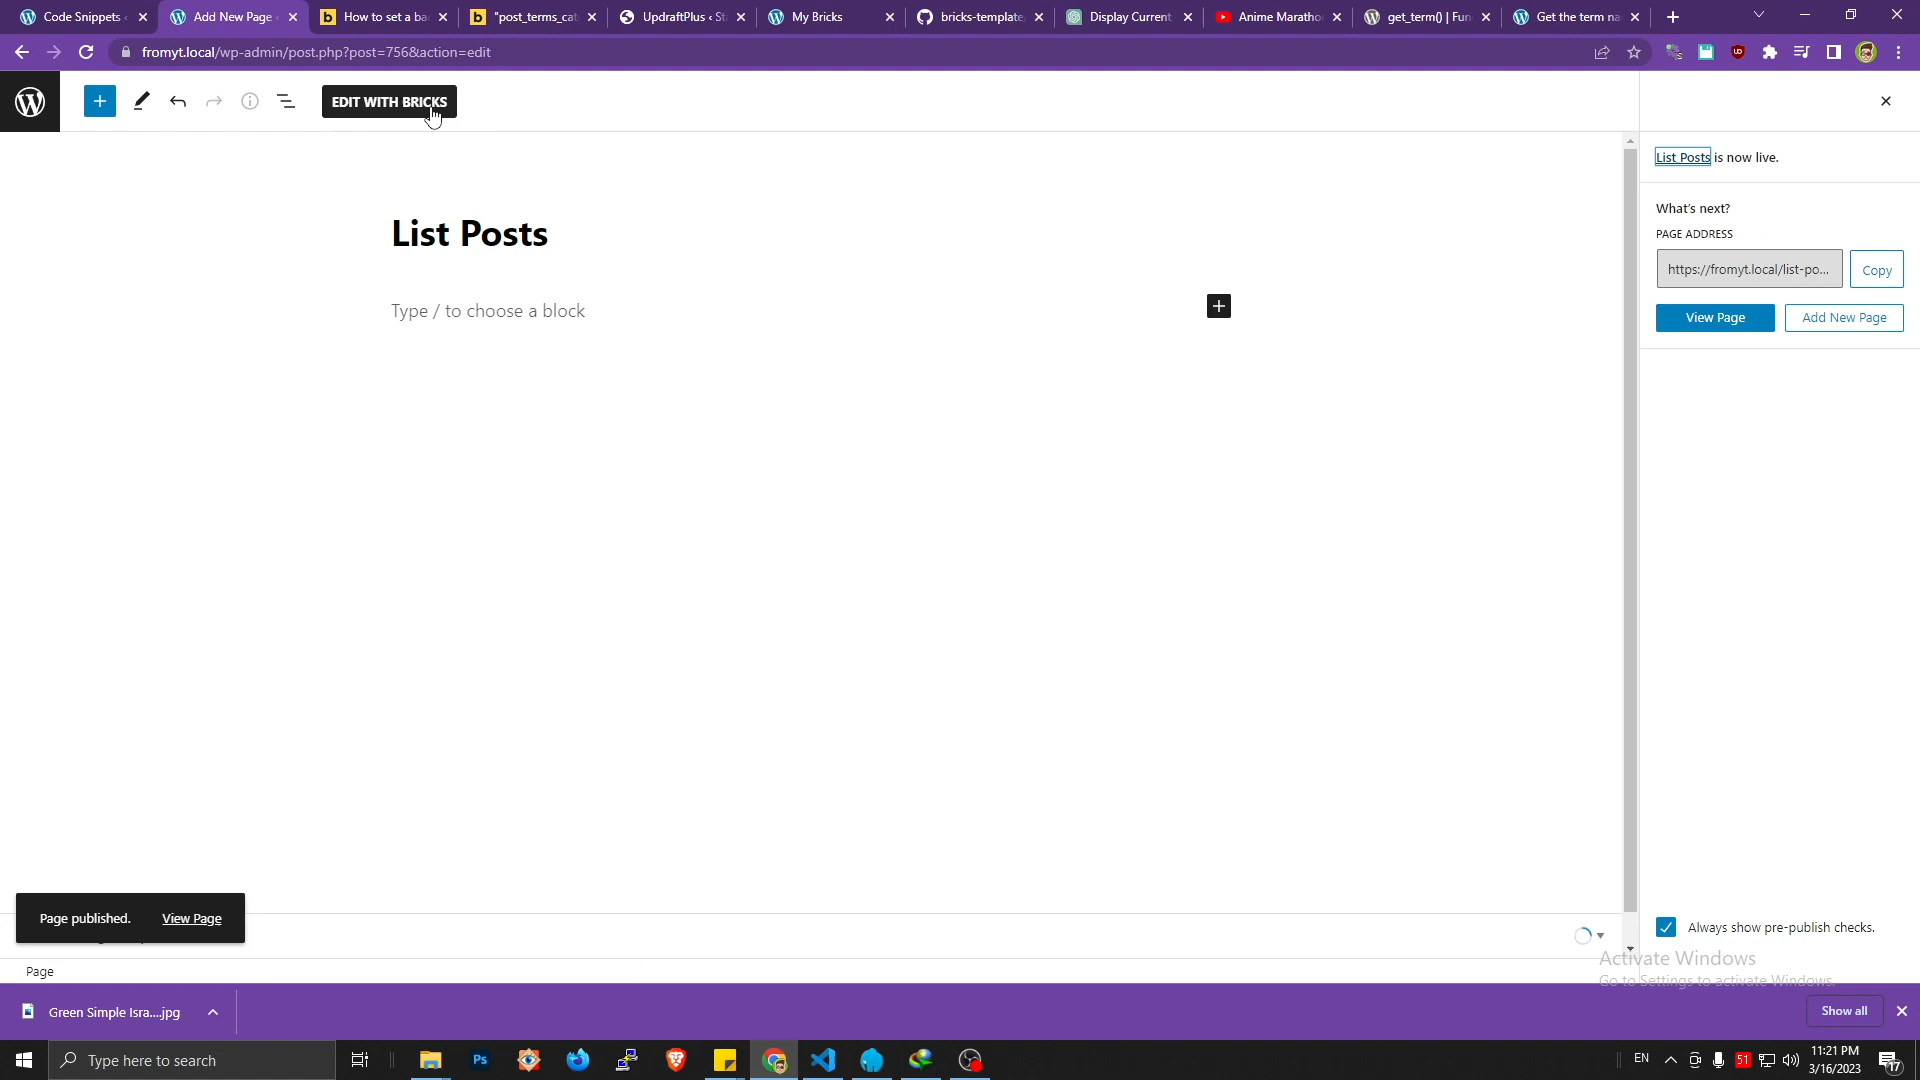 Code Snippets
Add New Page
How to set a ba
"post_terms_cat
UpdraftPlus ‹ St
My Bricks
bricks-template
Display Current
Anime Maratho
get_term() | Fun
Get the term na
fromyt.local/wp-admin/post.php?post=756&action=edit
EDIT WITH BRICKS
List Posts is now live.
List Posts
Type / to choose a block
What's next?
PAGE ADDRESS
https://fromyt.local/list-po...
Copy
View Page
Add New Page
Page published.
View Page
Always show pre-publish checks.
Activate Windows
Go to Settings to activate Windows.
Page
Green Simple Isra....jpg
Show all
Type here to search
Ps
EN
51
11:21 PM
3/16/2023
17